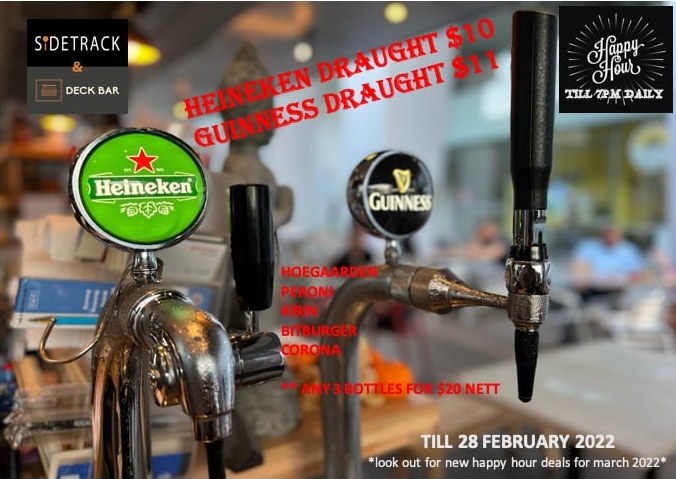 SIDETRACK
&
DECK BAR
HEINEKEN DRAUGHT $10
GUINNESS DRAUGHT $11
Happy
Hour
TILL 7PM DAILY
Heineken
GUINNESS
HOEGAARDEN
PERONI
KIRIN
BITBURGER
CORONA
** ANY 3 BOTTLES FOR $20 NETT
TILL 28 FEBRUARY 2022
*look out for new happy hour deals for march 2022*